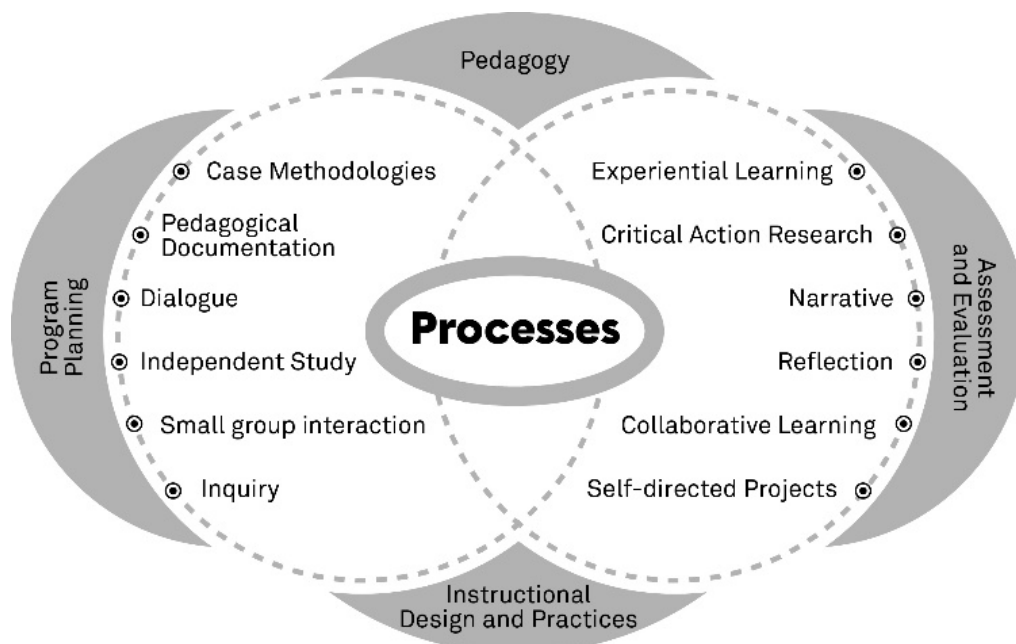 Pedagogy
Program
Planning
Case Methodologies
Pedagogical
Documentation
Dialogue
Independent Study
Small group interaction
Inquiry
Processes
Experiential Learning
Critical Action Research
Narrative
Reflection
Collaborative Learning
Self-directed Projects
Assessment
and Evaluation
Instructional
Design and Practices